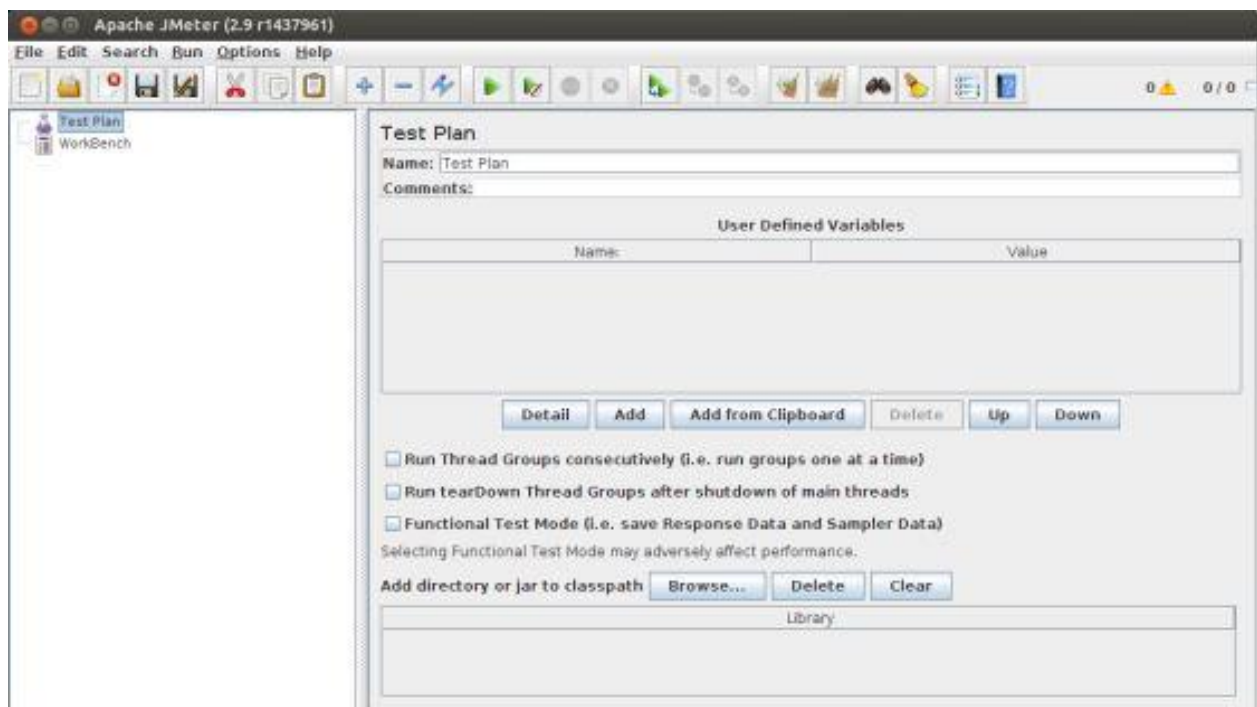 Apache JMeter (2.9 r1437961)
File Edit Search Run Options Help
0 0 / 0
Test Plan
WorkBench
Test Plan
Name: Test Plan
Comments:
User Defined Variables
Name: Value
Detail Add Add from Clipboard Delete Up Down
Run Thread Groups consecutively (i.e. run groups one at a time)
Run tearDown Thread Groups after shutdown of main threads
Functional Test Mode (i.e. save Response Data and Sampler Data)
Selecting Functional Test Mode may adversely affect performance.
Add directory or jar to classpath Browse... Delete Clear
Library